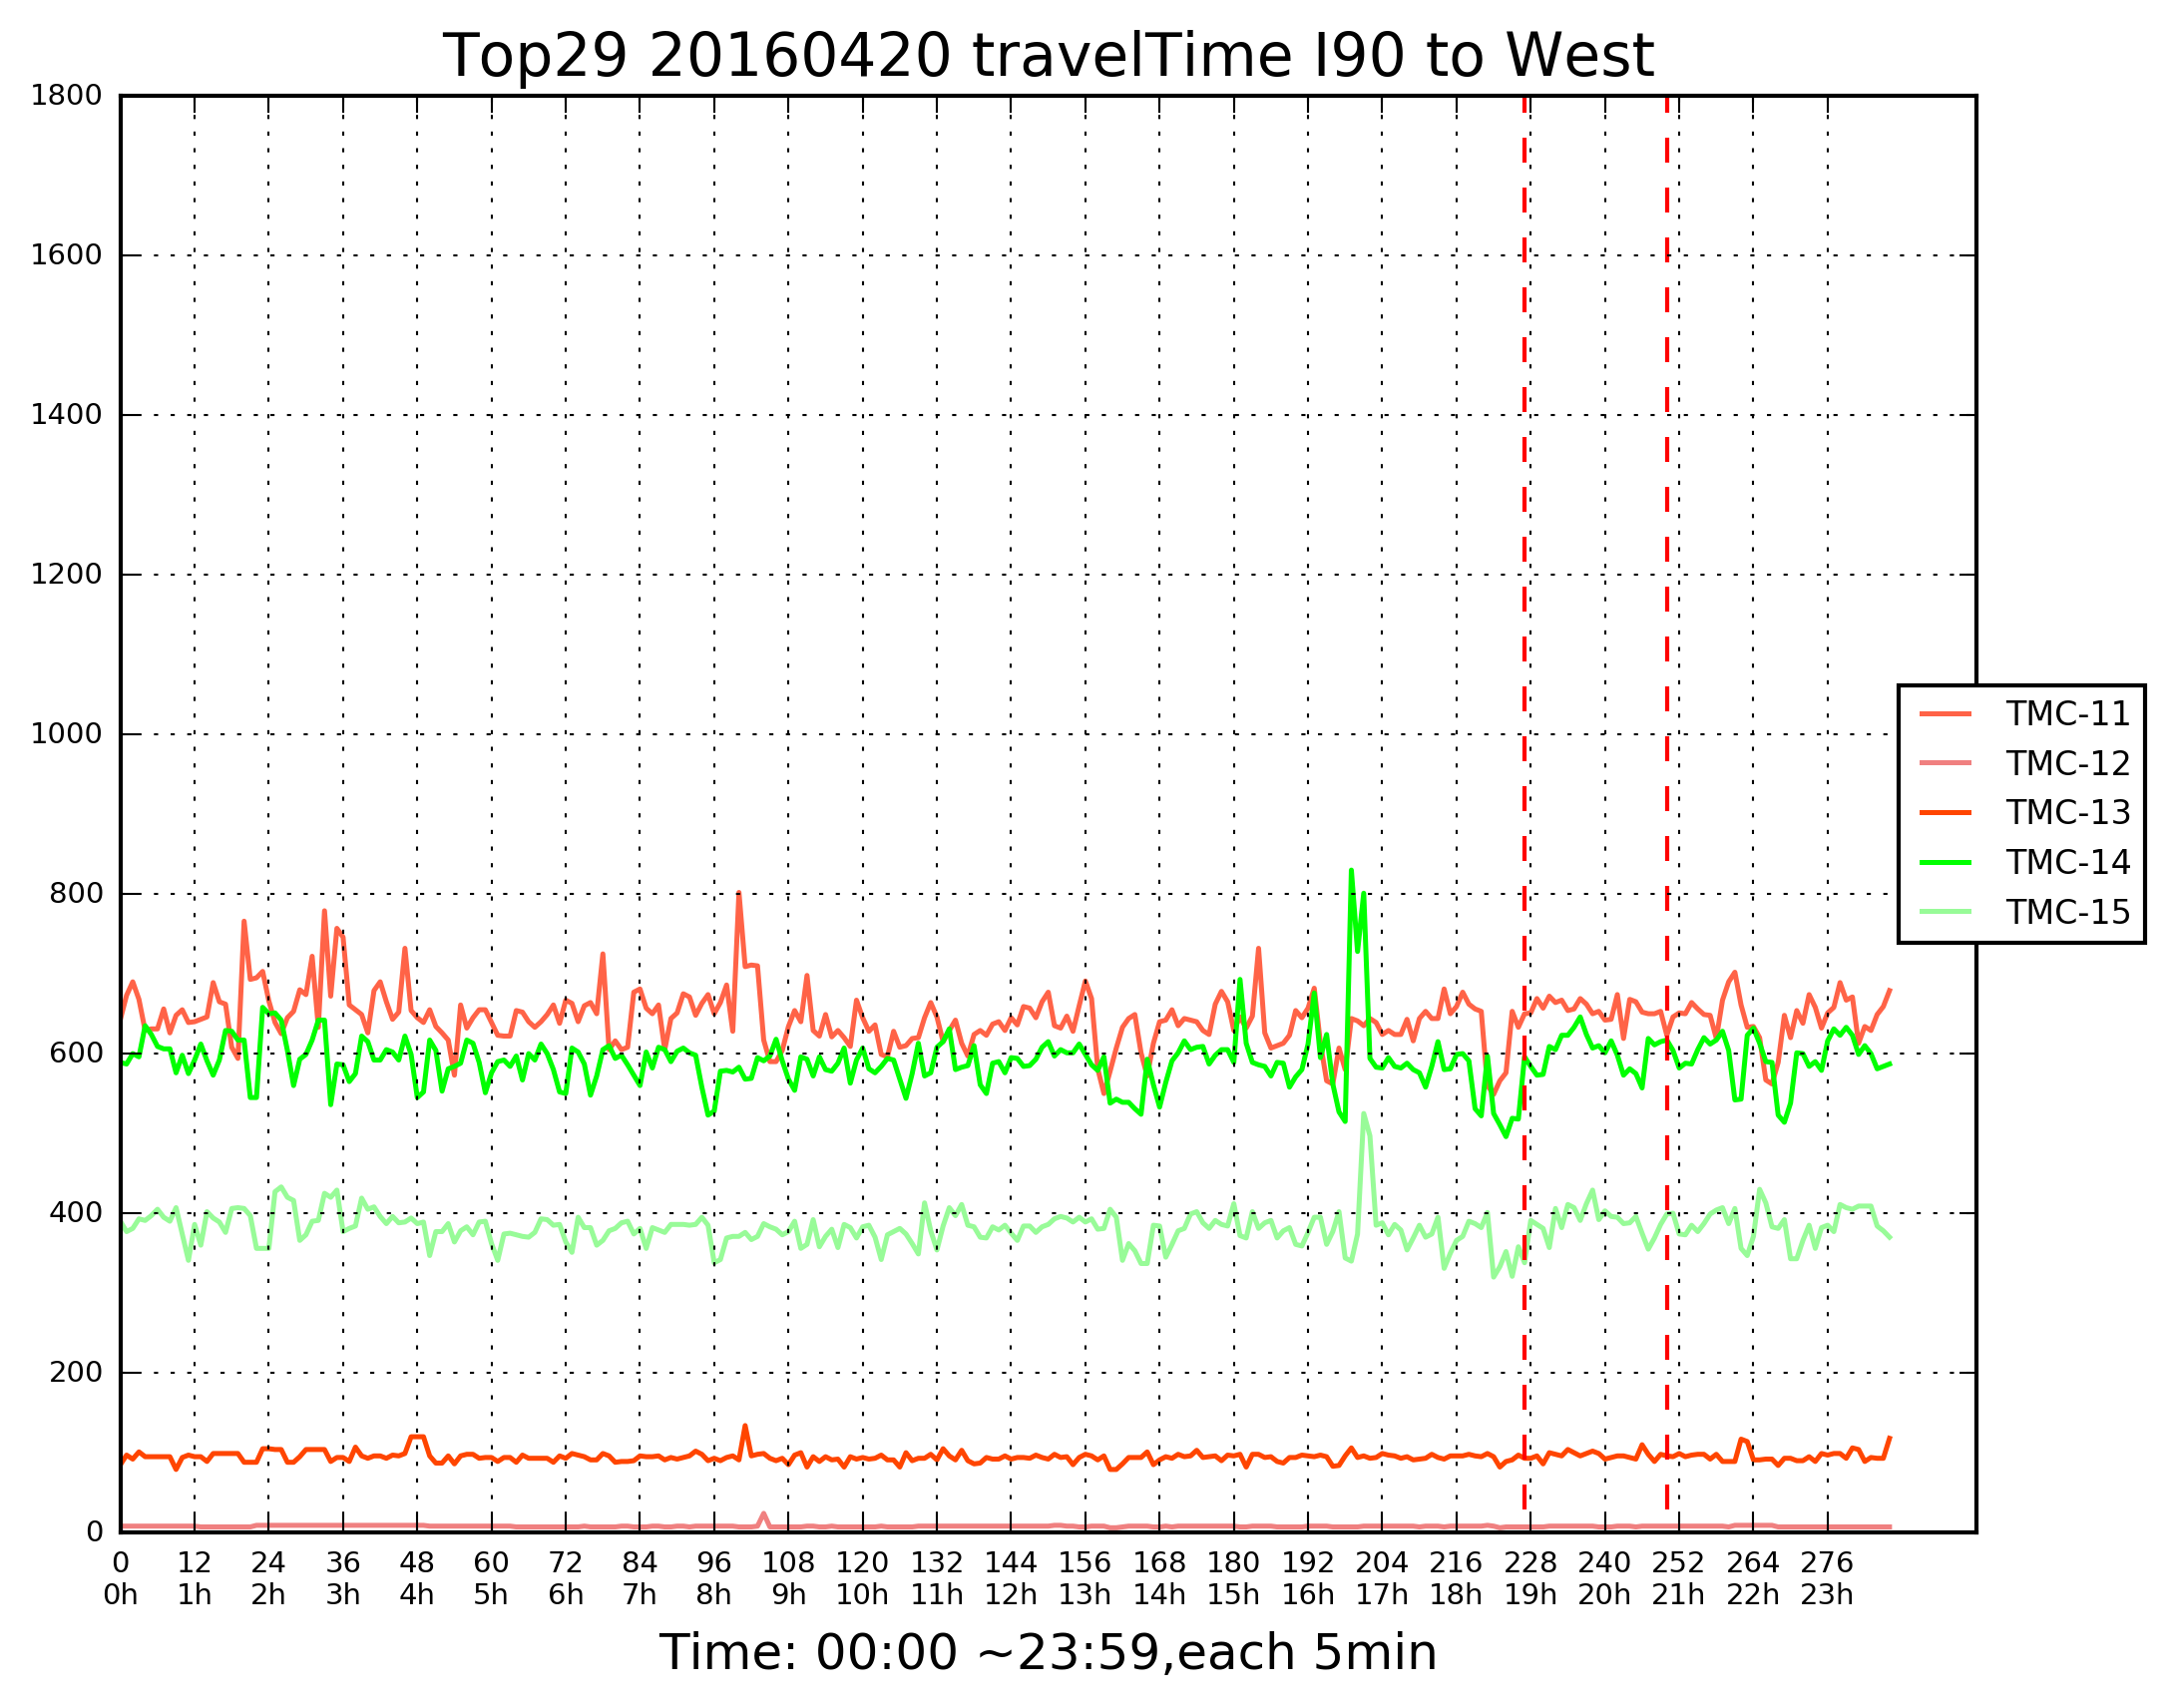 Top29 20160420 travelTime I90 to West
1800
1600
1400
1200
1000
800
600
400
200
0
TMC-11
TMC-12
TMC-13
TMC-14
TMC-15
0 12 24 36 48 60 72 84 96 108 120 132 144 156 168 180 192 204 216 228 240 252 264 276
0h 1h 2h 3h 4h 5h 6h 7h 8h 9h 10h 11h 12h 13h 14h 15h 16h 17h 18h 19h 20h 21h 22h 23h
Time: 00:00 ~23:59,each 5min